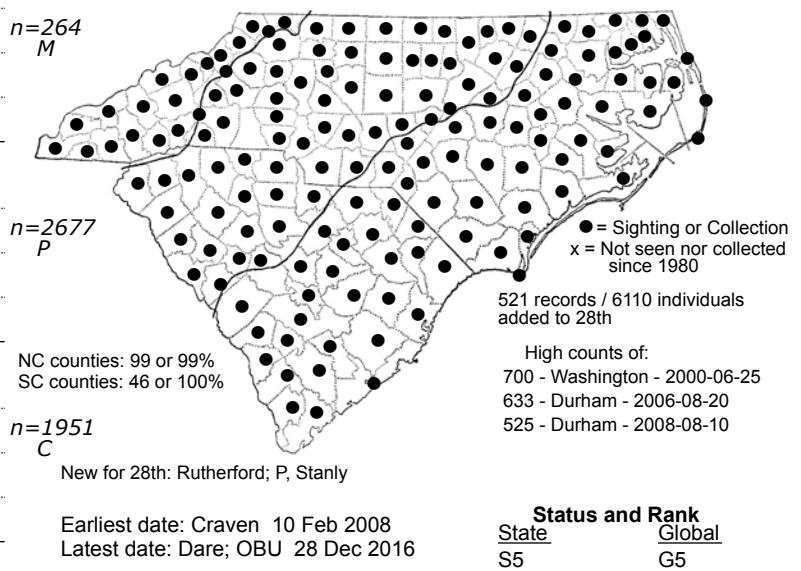 n=264
M
n=2677
P
n=1951
C
● = Sighting or Collection
x = Not seen nor collected
since 1980
521 records / 6110 individuals
added to 28th
High counts of:
700 - Washington - 2000-06-25
633 - Durham - 2006-08-20
525 - Durham - 2008-08-10
NC counties: 99 or 99%
SC counties: 46 or 100%
New for 28th: Rutherford; P, Stanly
Earliest date: Craven 10 Feb 2008
Latest date: Dare; OBU 28 Dec 2016
Status and Rank
State Global
S5 G5